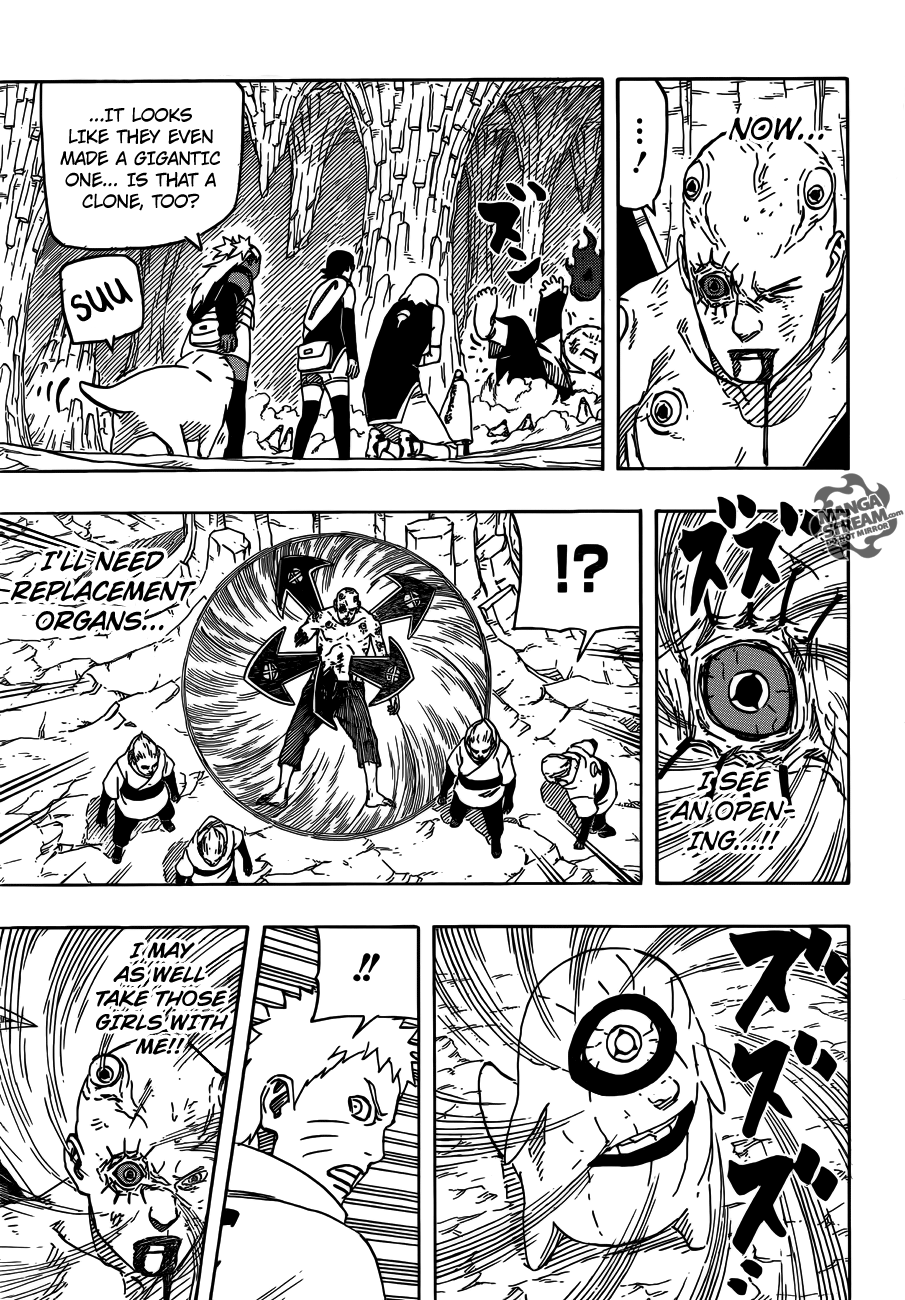 NOW...
...!
...IT LOOKS
LIKE THEY EVEN
MADE A GIGANTIC
ONE... IS THAT A
CLONE, TOO?
SUU
ズン
MANGA
STREAM.com
ズズ
I SEE
AN OPEN-
ING...!!
!?
I'LL NEED
REPLACEMENT
ORGANS...
ズズズ
!!
I MAY
AS WELL
TAKE THOSE
GIRLS WITH
ME!!